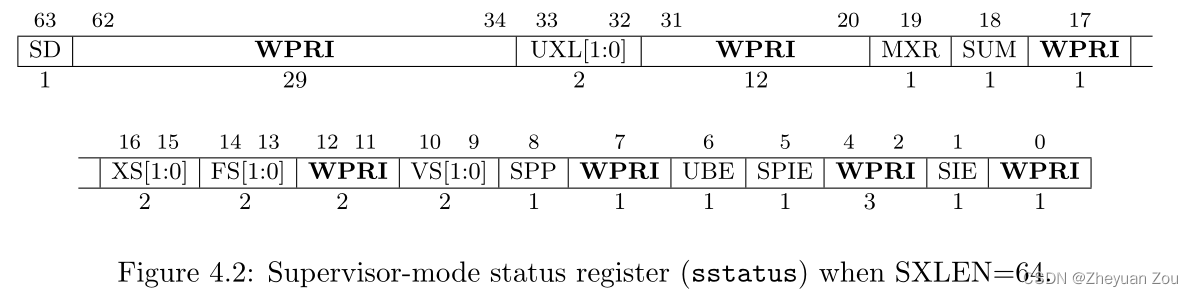 63 62 34 33 32 31 20 19 18 17
SD WPRI UXL[1:0] WPRI MXR SUM WPRI
1 29 2 12 1 1 1
16 15 14 13 12 11 10 9 8 7 6 5 4 2 1 0
XS[1:0] FS[1:0] WPRI VS[1:0] SPP WPRI UBE SPIE WPRI SIE WPRI
2 2 2 2 1 1 1 1 3 1 1
Figure 4.2: Supervisor-mode status register (sstatus) when SXLEN=64.
CSDN @Zheyuan Zou